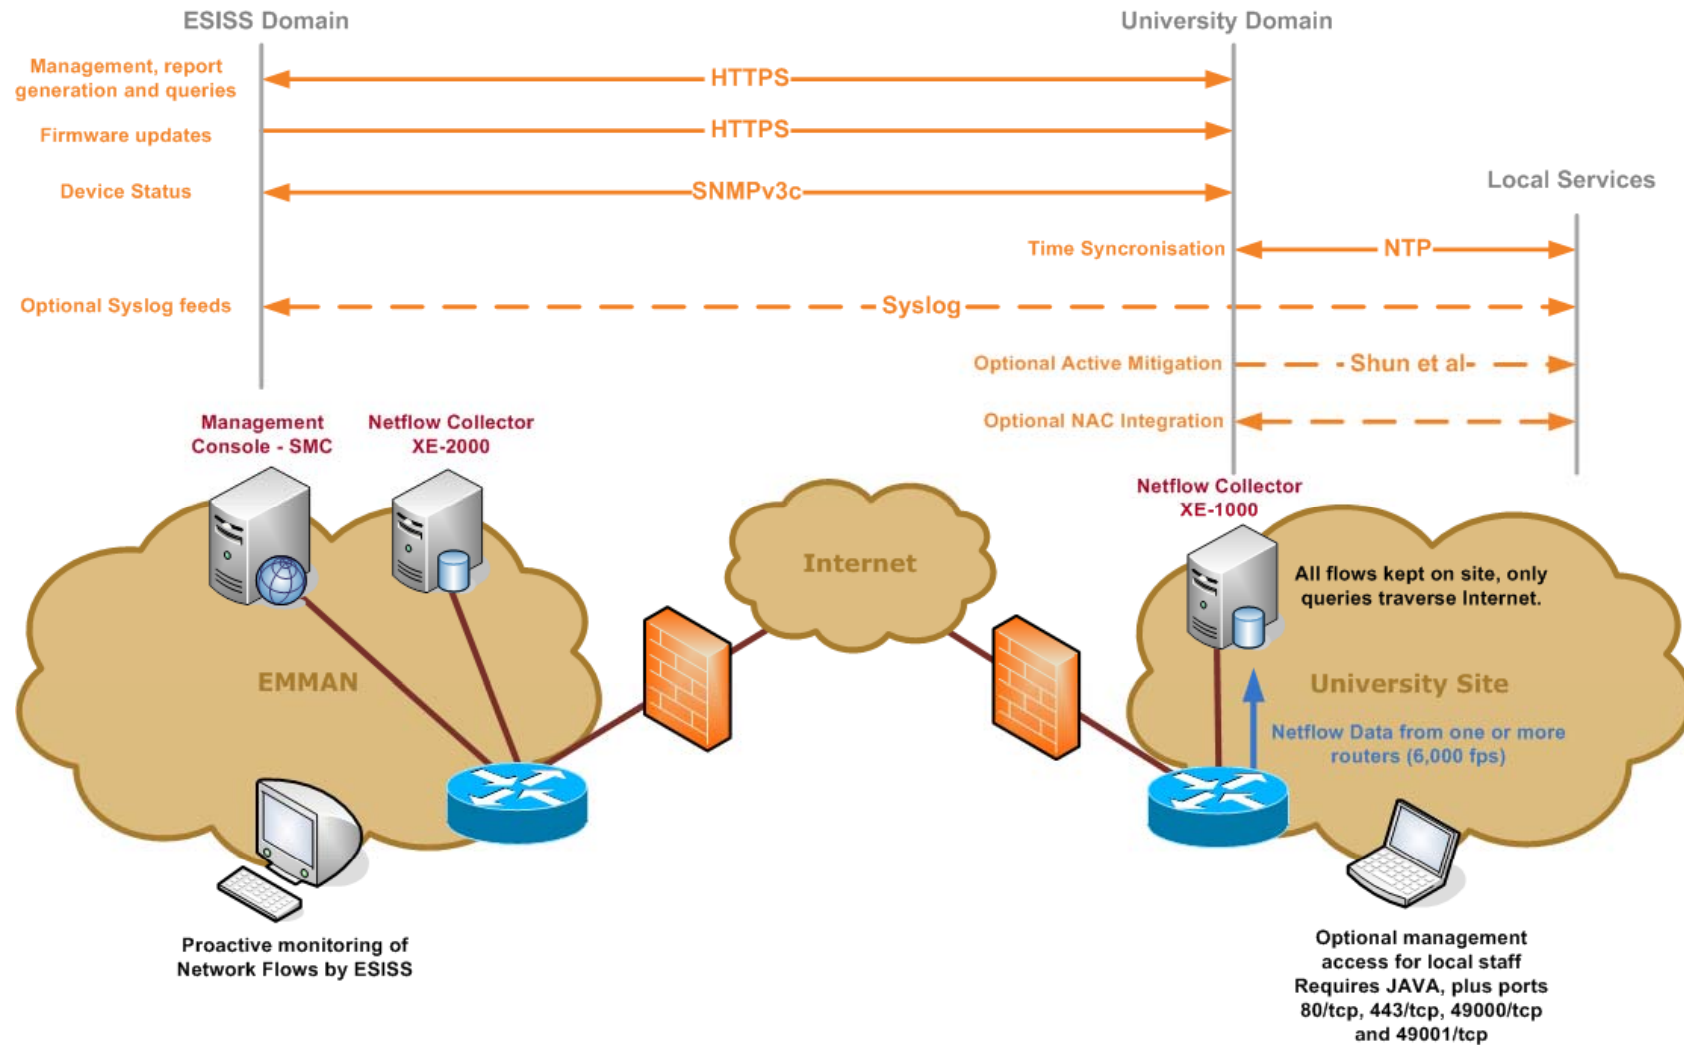 ESISS Domain
University Domain
Management, report
generation and queries
HTTPS
Firmware updates
HTTPS
Device Status
SNMPv3c
Local Services
Time Syncronisation
NTP
Optional Syslog feeds
Syslog
Optional Active Mitigation
Shun et al
Optional NAC Integration
Management
Console - SMC
Netflow Collector
XE-2000
Netflow Collector
XE-1000
Internet
All flows kept on site, only
queries traverse Internet.
EMMAN
University Site
Netflow Data from one or more
routers (6,000 fps)
Proactive monitoring of
Network Flows by ESISS
Optional management
access for local staff
Requires JAVA, plus ports
80/tcp, 443/tcp, 49000/tcp
and 49001/tcp